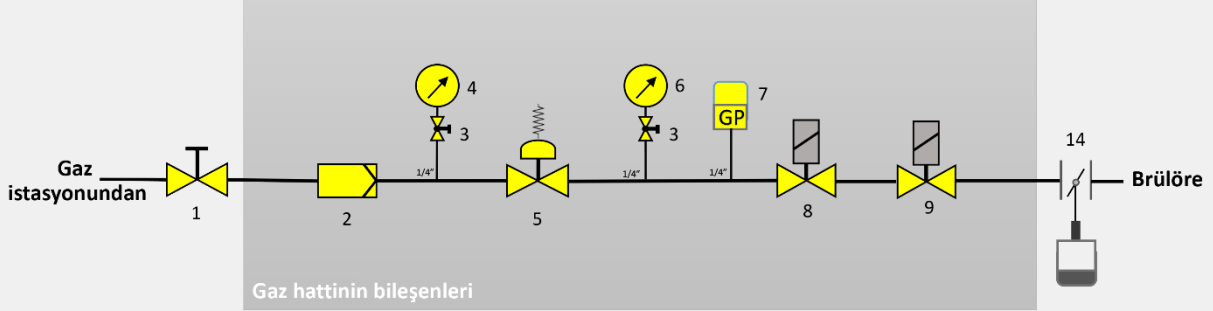 Gaz
istasyonundan
1
2
4
3
1/4"
5
6
3
1/4"
7
GP
1/4"
8
9
14
Brülöre
Gaz hattinin bileşenleri